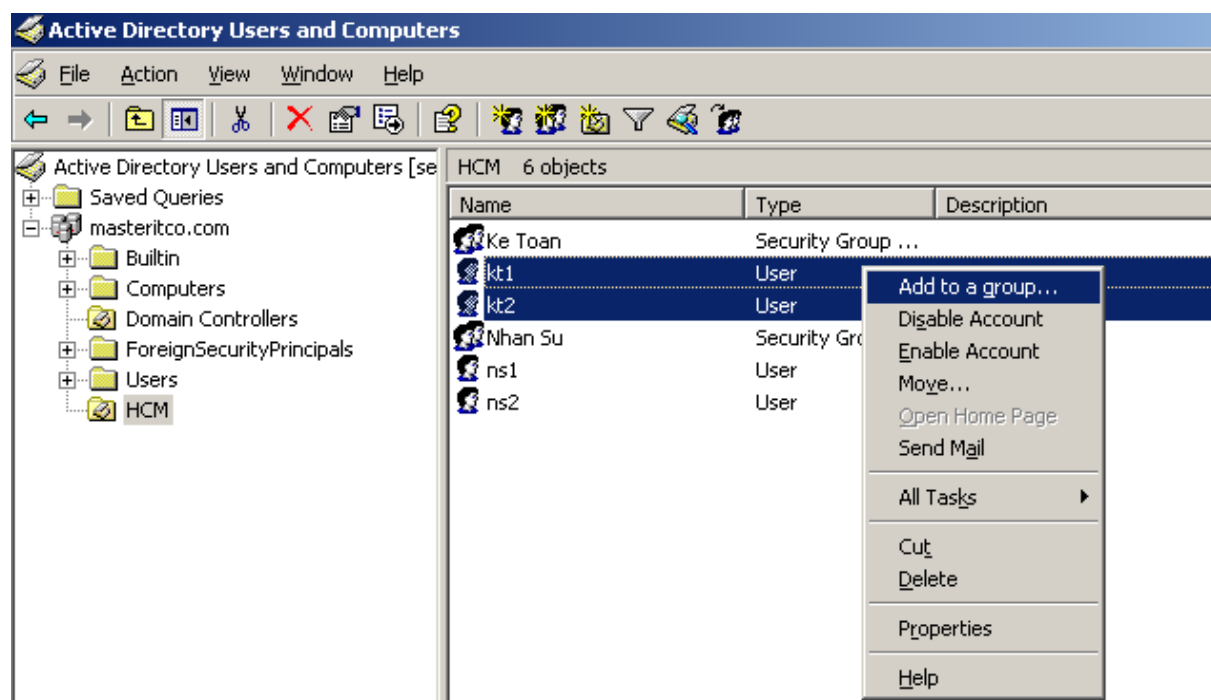 Active Directory Users and Computers
File Action View Window Help
Active Directory Users and Computers [se
Saved Queries
masteritco.com
Builtin
Computers
Domain Controllers
ForeignSecurityPrincipals
Users
HCM
HCM 6 objects
Name Type Description
Ke Toan Security Group ...
kt1 User
kt2 User
Nhan Su Security Gro
ns1 User
ns2 User
Add to a group...
Disable Account
Enable Account
Move...
Open Home Page
Send Mail
All Tasks
Cut
Delete
Properties
Help